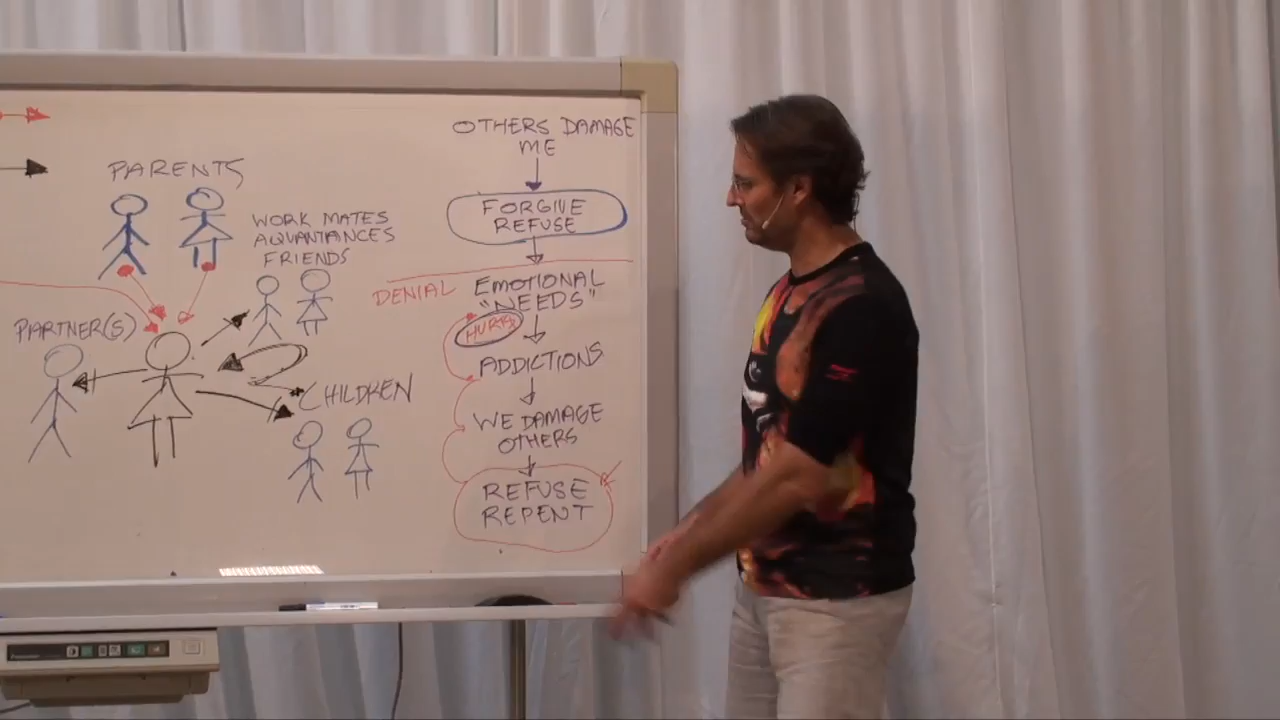 PARENTS
WORK MATES
AQUANTANCES
FRIENDS
PARTNER(S)
CHILDREN
OTHERS DAMAGE
ME
FORGIVE
REFUSE
DENIAL
EMOTIONAL
"NEEDS"
HURTS
ADDICTIONS
WE DAMAGE
OTHERS
REFUSE
REPENT